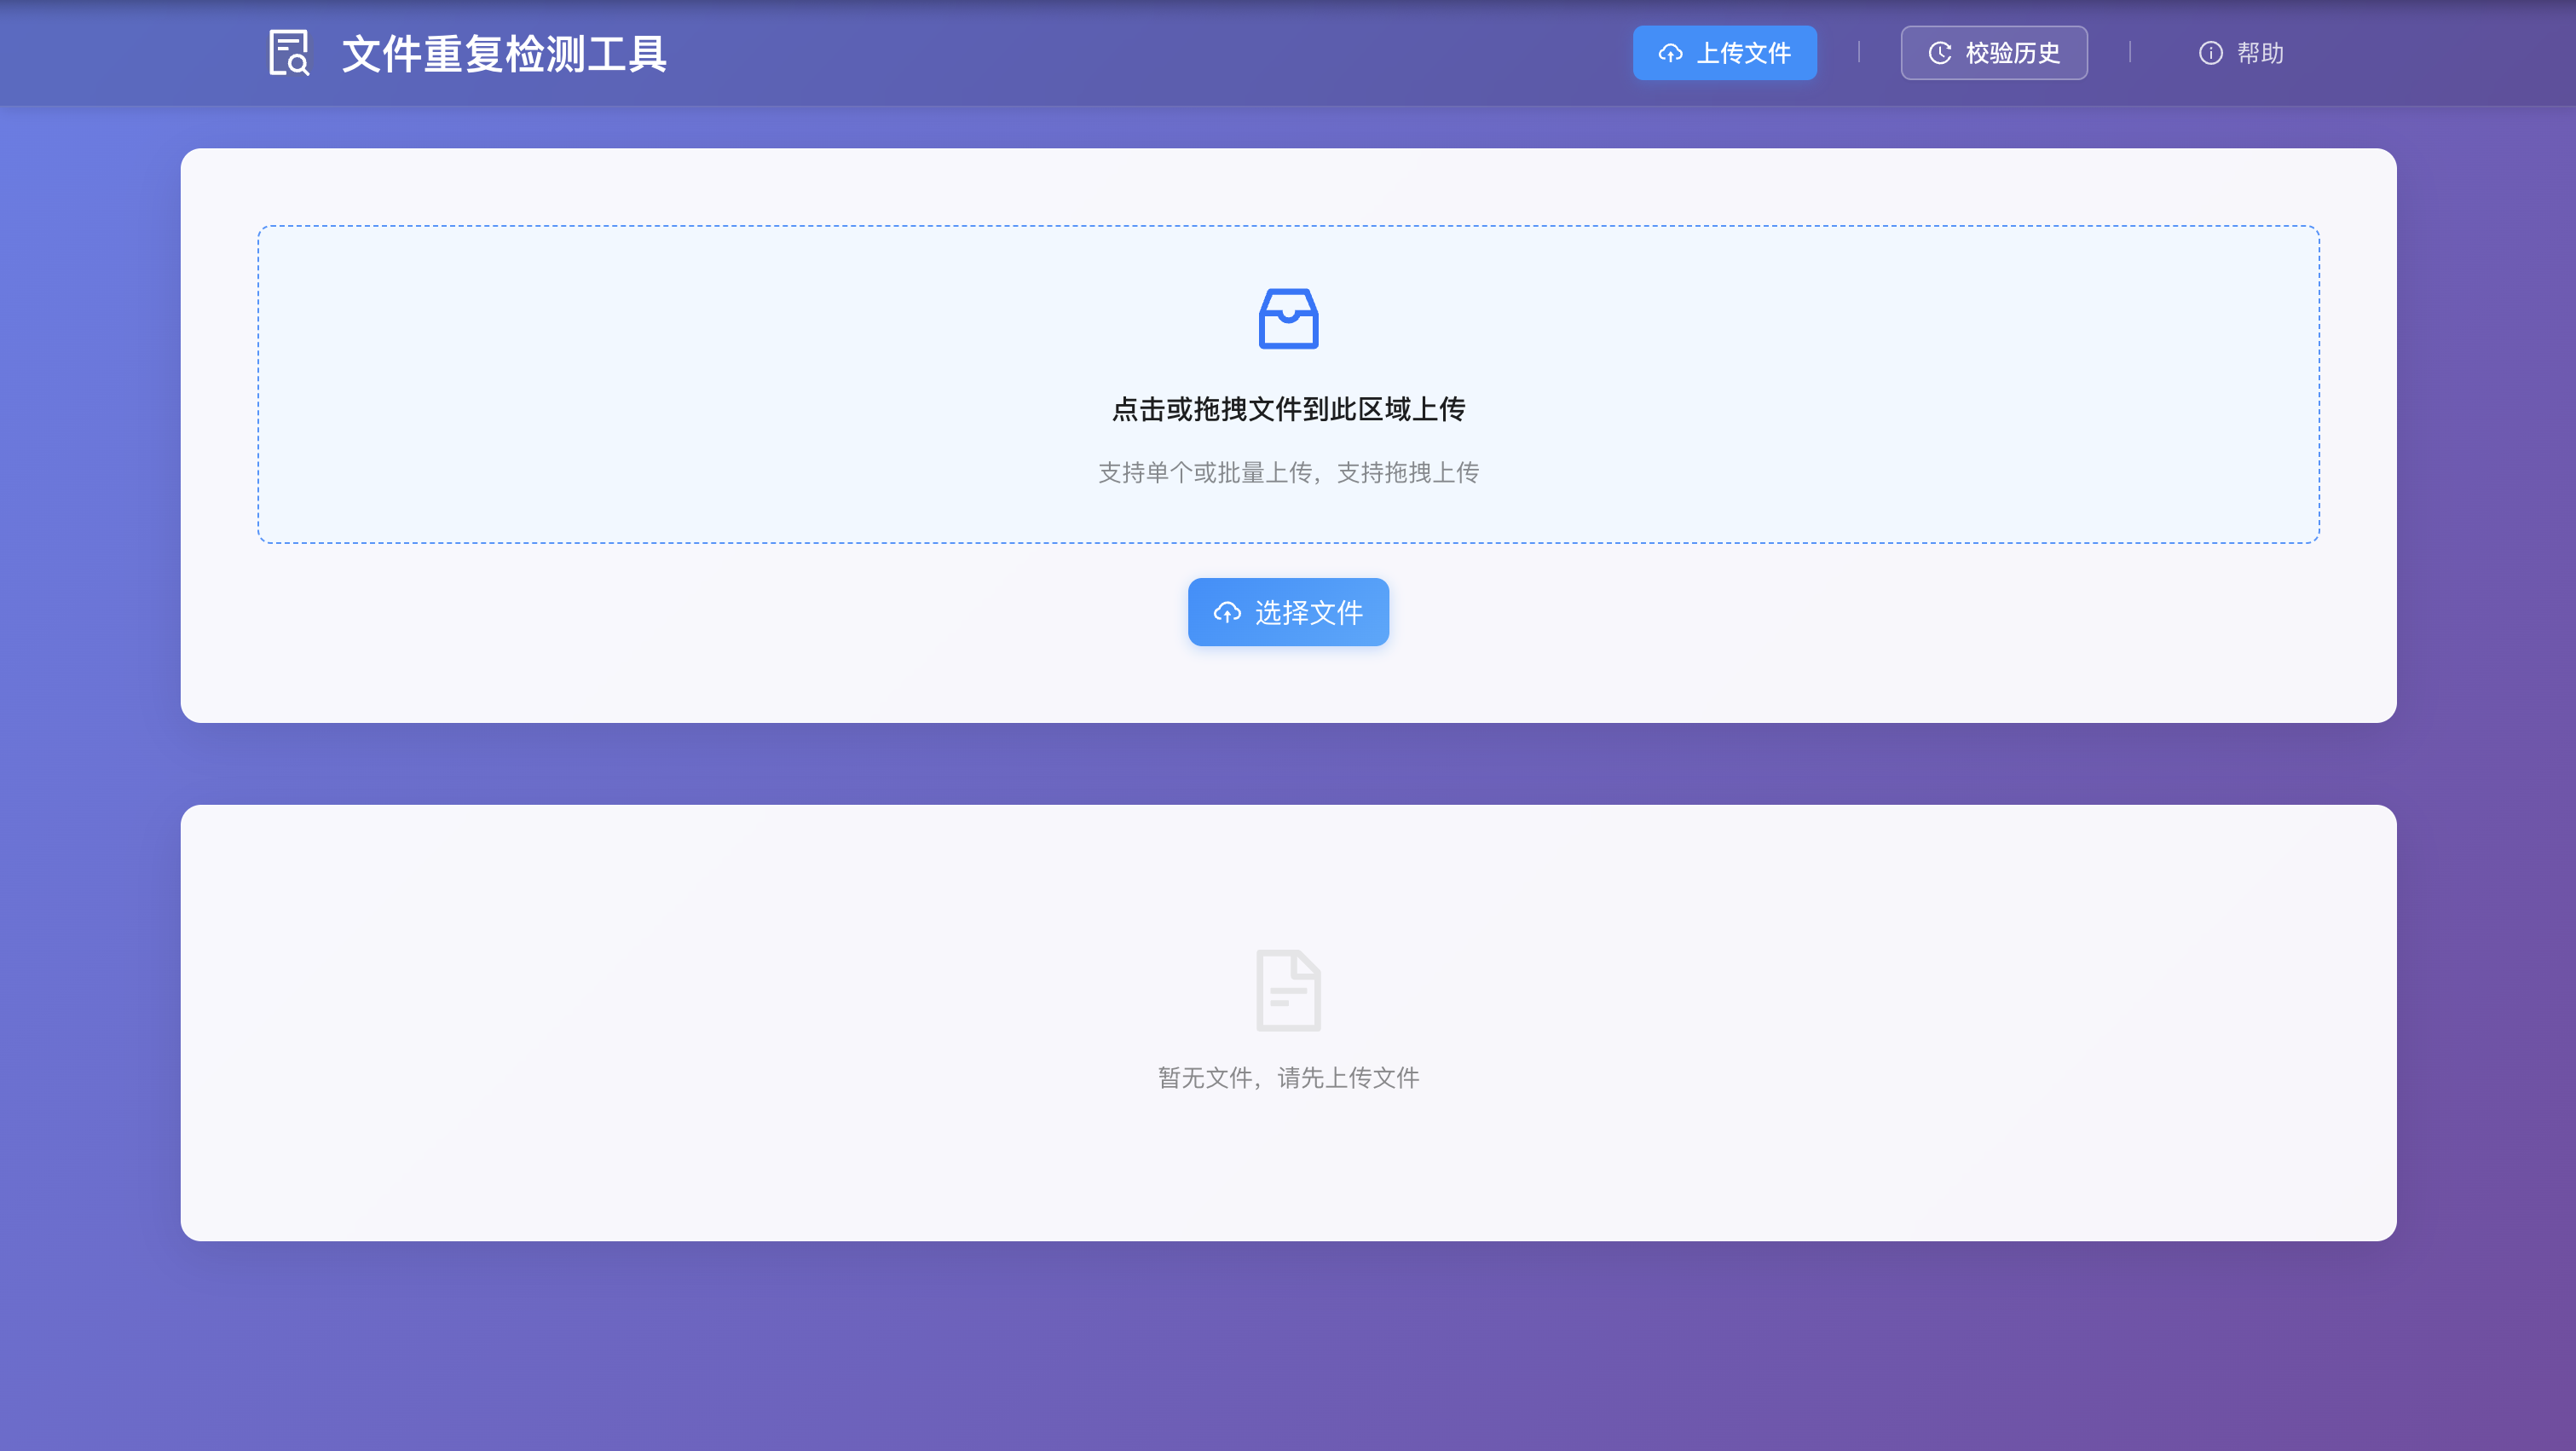 文件重复检测工具
上传文件
校验历史
帮助
点击或拖拽文件到此区域上传
支持单个或批量上传，支持拖拽上传
选择文件
暂无文件，请先上传文件